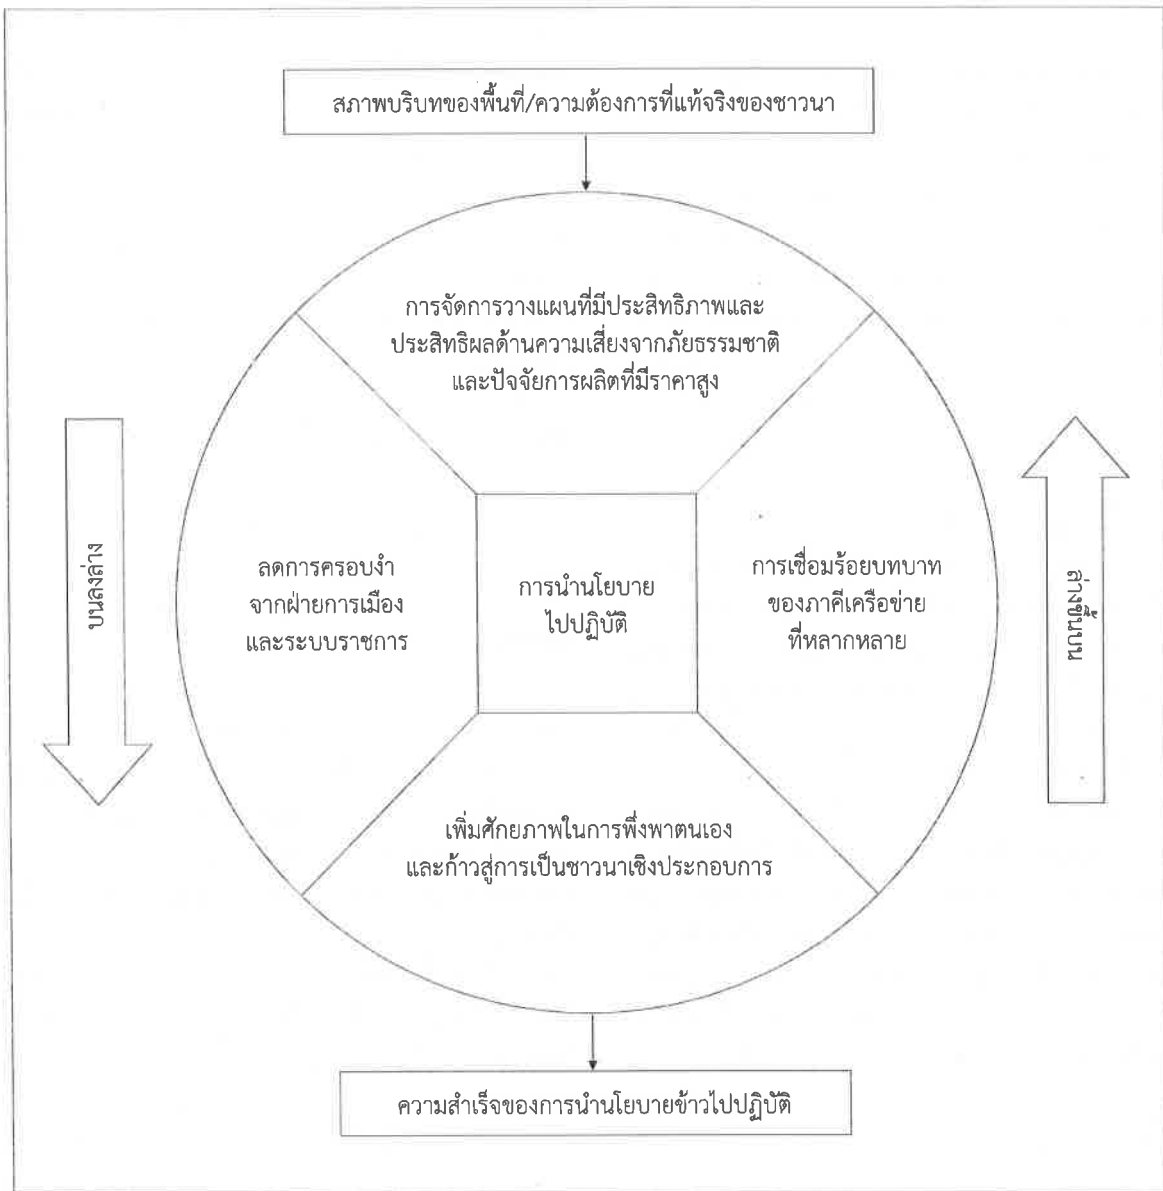 สภาพบริบทของพื้นที่/ความต้องการที่แท้จริงของชาวนา
การจัดการวางแผนที่มีประสิทธิภาพและ
ประสิทธิผลด้านความเสี่ยงจากภัยธรรมชาติ
และปัจจัยการผลิตที่มีราคาสูง
บนลงล่าง
ลดการครอบงำ
จากฝ่ายการเมือง
และระบบราชการ
การนำนโยบาย
ไปปฏิบัติ
การเชื่อมร้อยบทบาท
ของภาคีเครือข่าย
ที่หลากหลาย
ล่างขึ้นบน
เพิ่มศักยภาพในการพึ่งพาตนเอง
และก้าวสู่การเป็นชาวนาเชิงประกอบการ
ความสำเร็จของการนำนโยบายข้าวไปปฏิบัติ